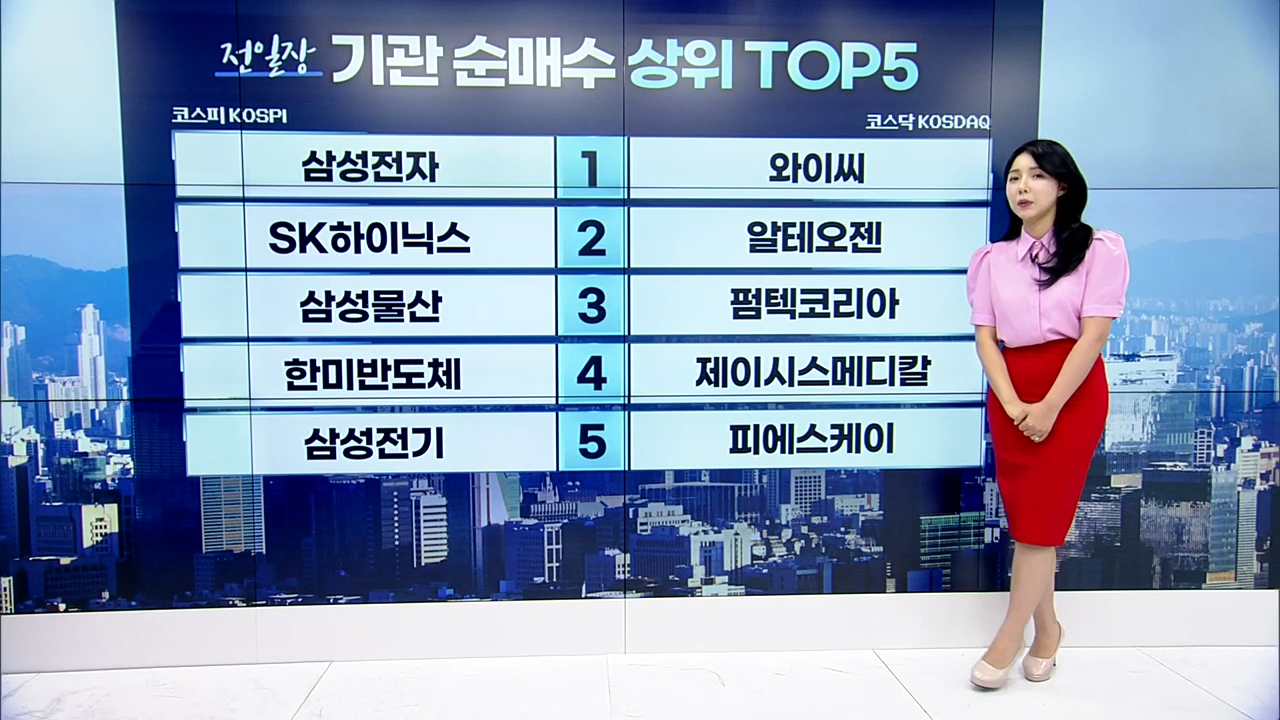 전일장 기관 순매수 상위 TOP5
코스피 KOSPI
코스닥 KOSDAQ
삼성전자 1 와이씨
SK하이닉스 2 알테오젠
삼성물산 3 펌텍코리아
한미반도체 4 제이시스메디칼
삼성전기 5 피에스케이